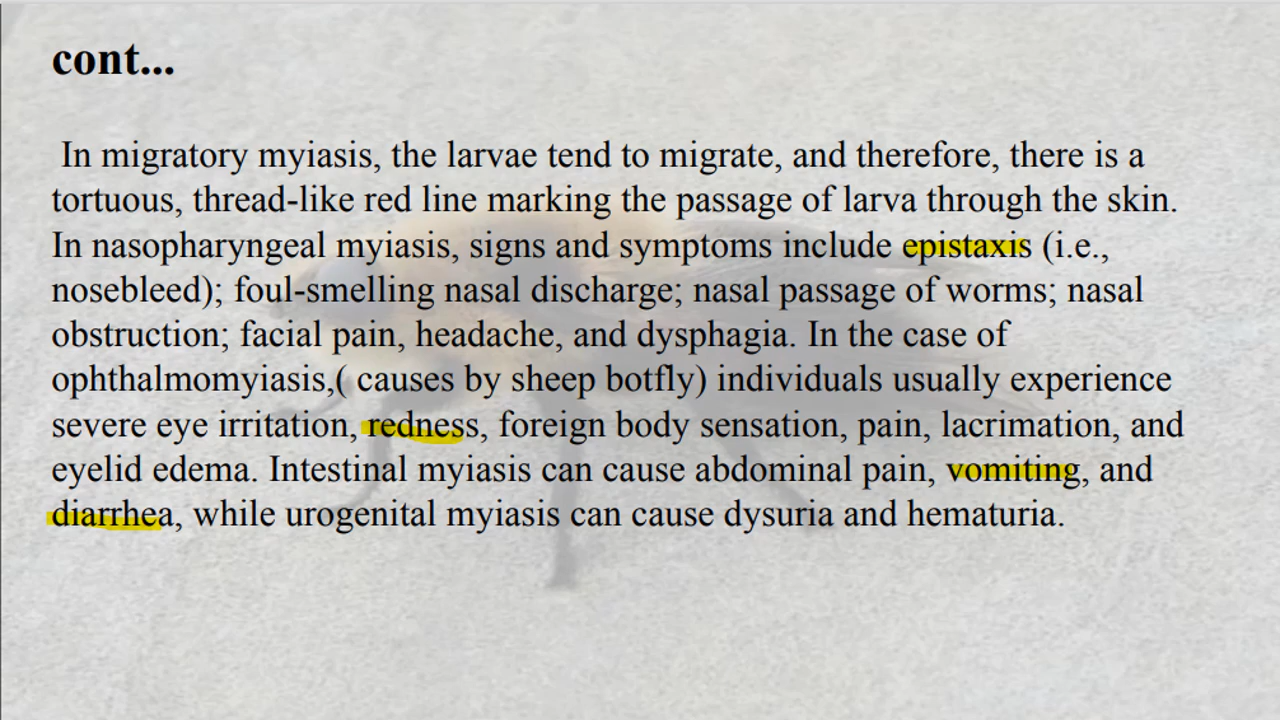 cont...
In migratory myiasis, the larvae tend to migrate, and therefore, there is a
tortuous, thread-like red line marking the passage of larva through the skin.
In nasopharyngeal myiasis, signs and symptoms include epistaxis (i.e.,
nosebleed); foul-smelling nasal discharge; nasal passage of worms; nasal
obstruction; facial pain, headache, and dysphagia. In the case of
ophthalmomyiasis,( causes by sheep botfly) individuals usually experience
severe eye irritation, redness, foreign body sensation, pain, lacrimation, and
eyelid edema. Intestinal myiasis can cause abdominal pain, vomiting, and
diarrhea, while urogenital myiasis can cause dysuria and hematuria.